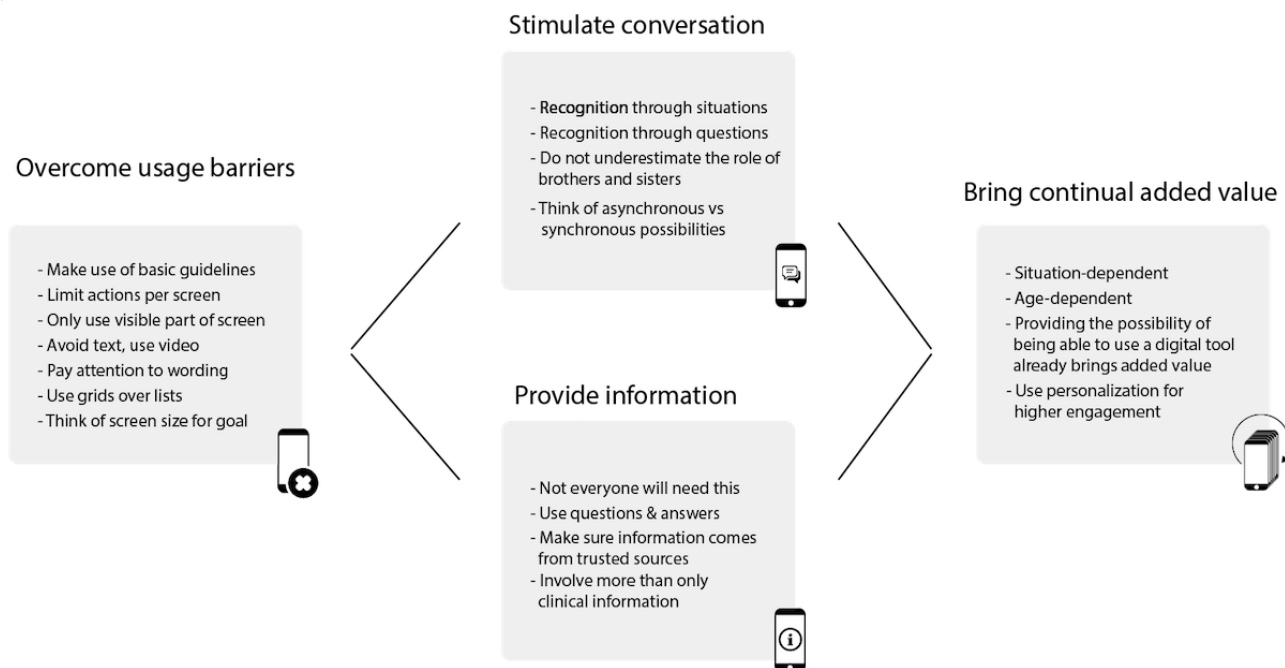 Overcome usage barriers
- Make use of basic guidelines
- Limit actions per screen
- Only use visible part of screen
- Avoid text, use video
- Pay attention to wording
- Use grids over lists
- Think of screen size for goal
Stimulate conversation
- Recognition through situations
- Recognition through questions
- Do not underestimate the role of
brothers and sisters
- Think of asynchronous vs
synchronous possibilities
Provide information
- Not everyone will need this
- Use questions & answers
- Make sure information comes
from trusted sources
- Involve more than only
clinical information
Bring continual added value
- Situation-dependent
- Age-dependent
- Providing the possibility of
being able to use a digital tool
already brings added value
- Use personalization for
higher engagement